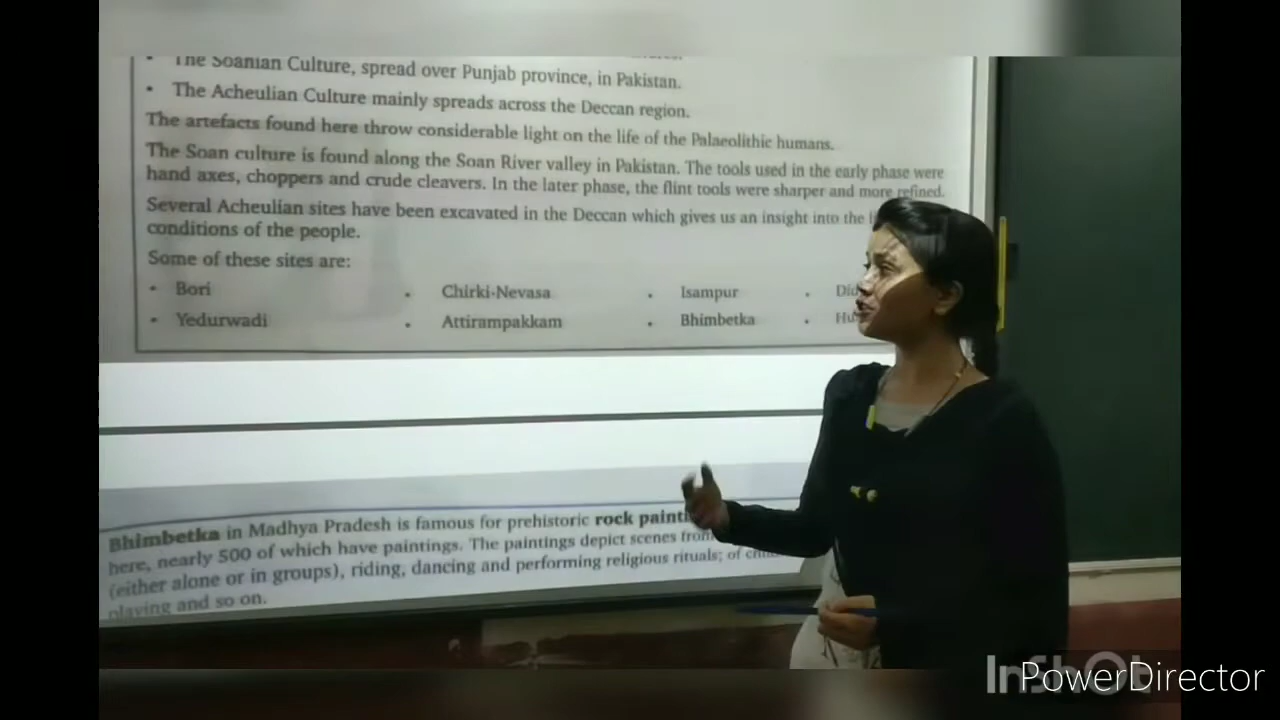 The Soanian Culture, spread over Punjab province, in Pakistan.
• The Acheulian Culture mainly spreads across the Deccan region.
The artefacts found here throw considerable light on the life of the Palaeolithic humans.
The Soan culture is found along the Soan River valley in Pakistan. The tools used in the early phase were
hand axes, choppers and crude cleavers. In the later phase, the flint tools were sharper and more refined.
Several Acheulian sites have been excavated in the Deccan which gives us an insight into the
conditions of the people.
Some of these sites are:
• Bori • Chirki-Nevasa • Isampur •
• Yedurwadi • Attirampakkam • Bhimbetka •
Bhimbetka in Madhya Pradesh is famous for prehistoric rock
here, nearly 500 of which have paintings. The paintings depict scenes from
(either alone or in groups), riding, dancing and performing religious rituals; of
playing and so on.
InShOt
PowerDirector